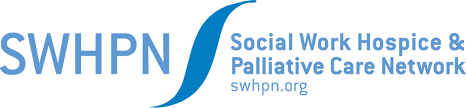 SWHPN
Social Work Hospice &
Palliative Care Network
swhpn.org